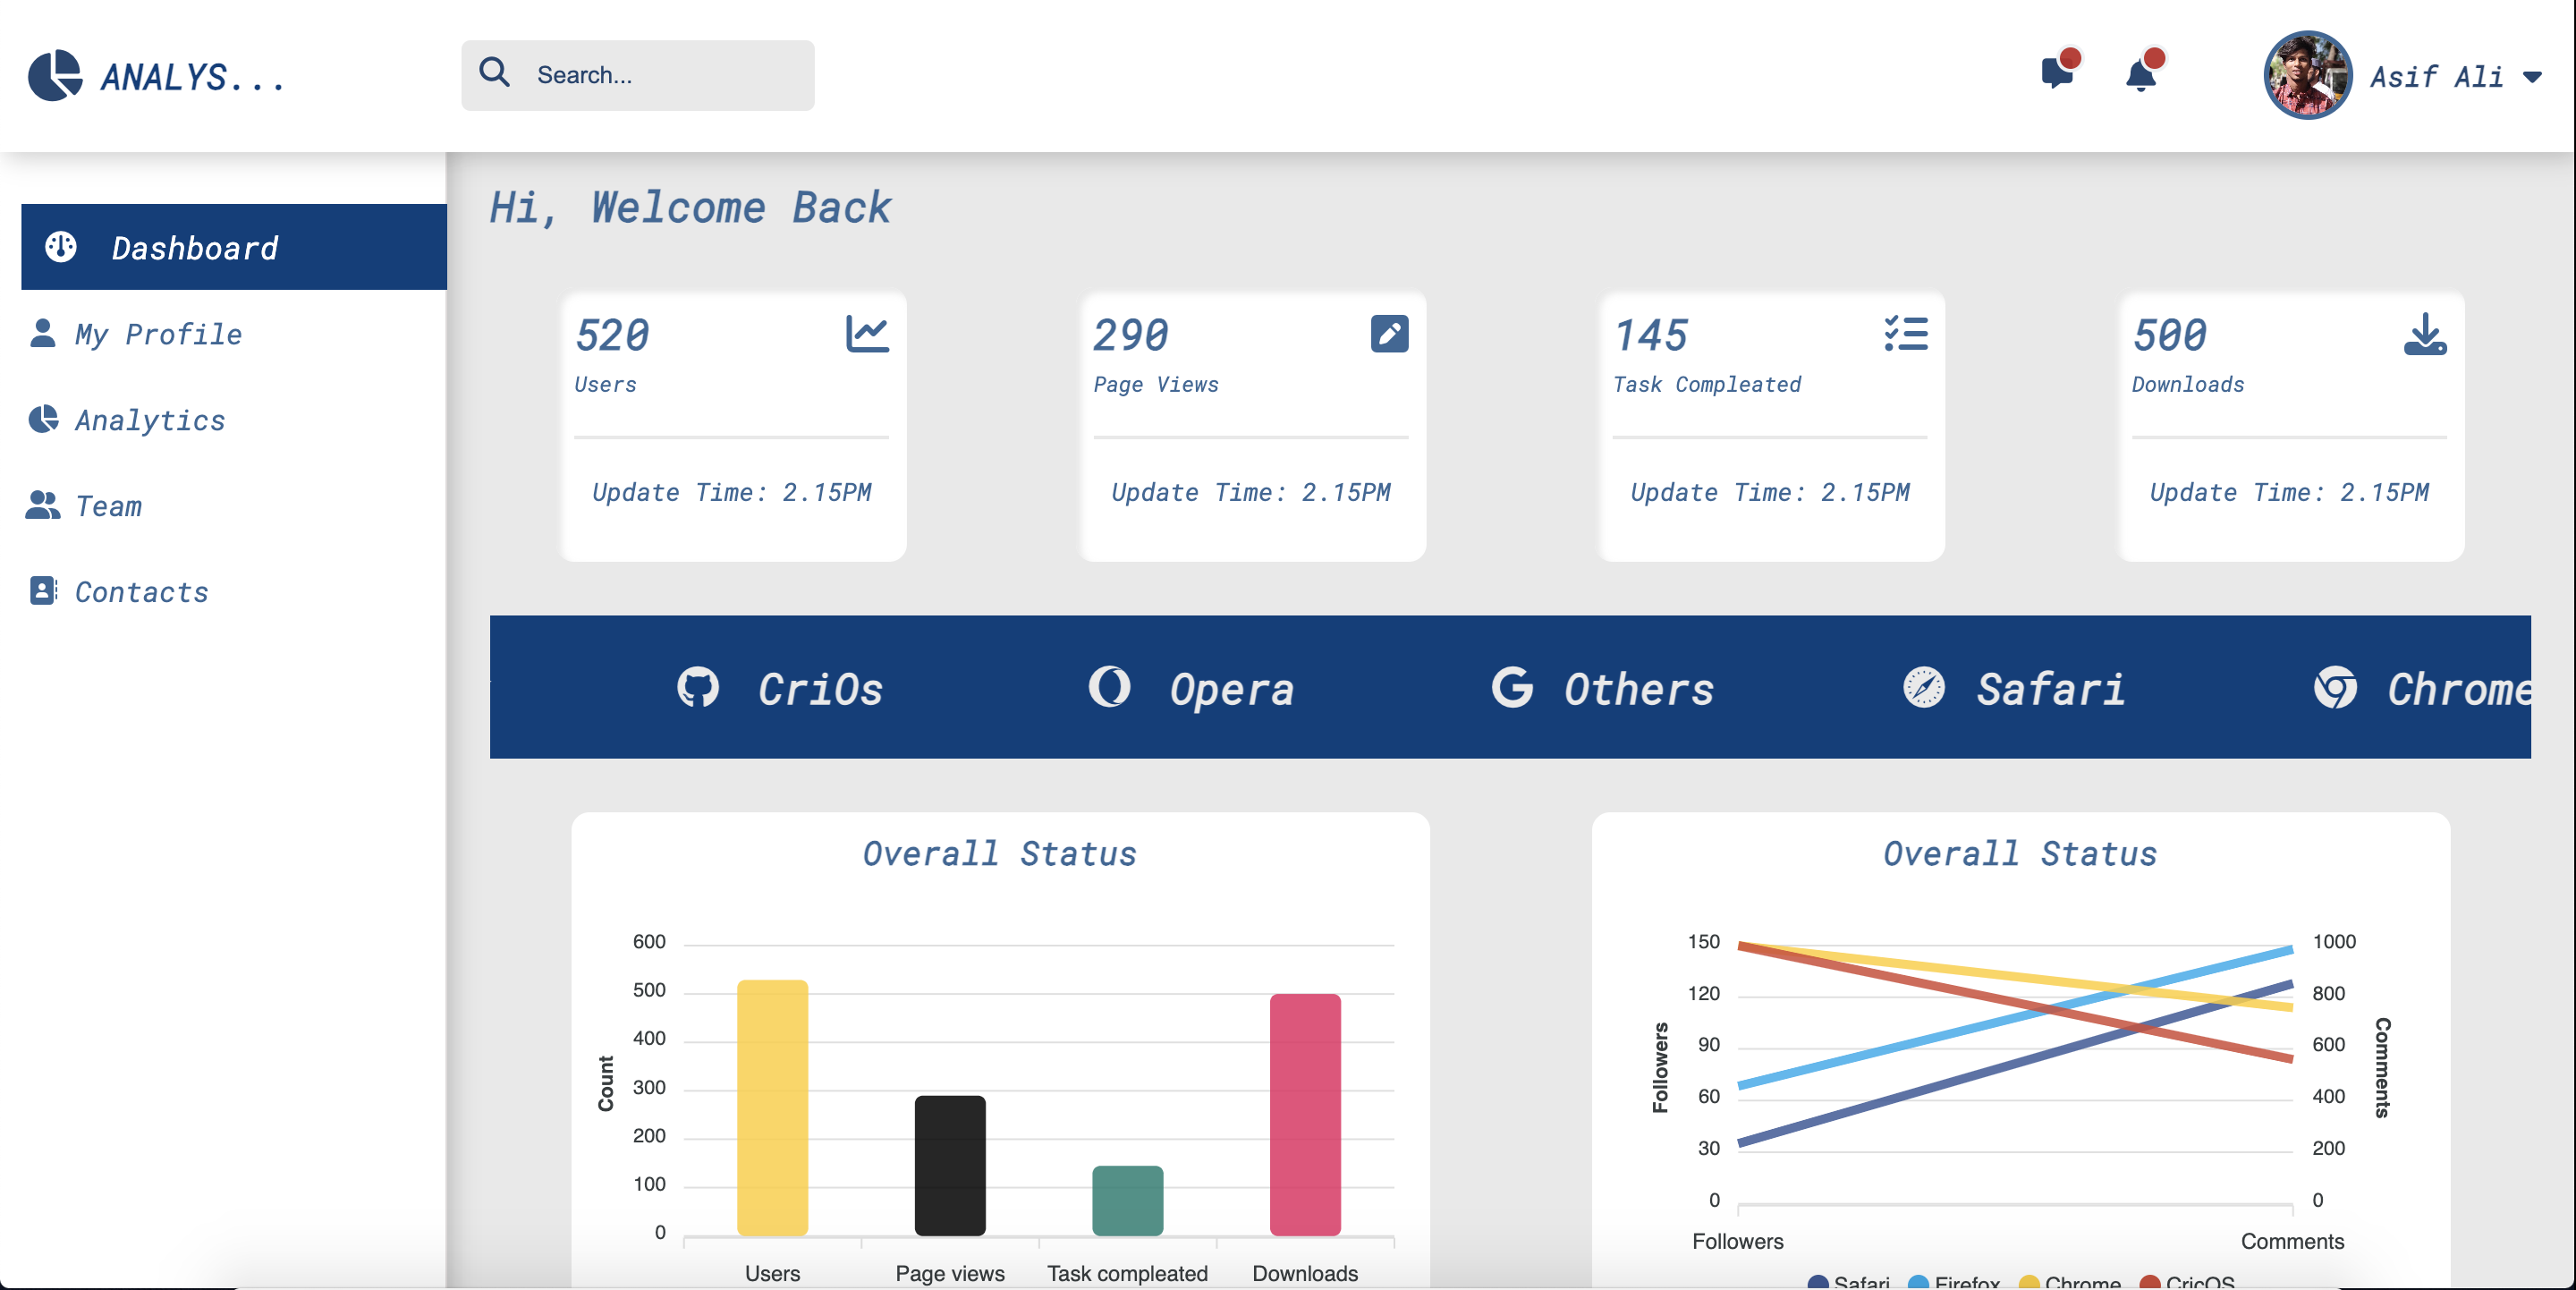 ANALYS...
Search...
Asif Ali
Dashboard
My Profile
Analytics
Team
Contacts
Hi, Welcome Back
520
Users
Update Time: 2.15PM
290
Page Views
Update Time: 2.15PM
145
Task Compleated
Update Time: 2.15PM
500
Downloads
Update Time: 2.15PM
CriOs
Opera
Others
Safari
Chrome
Overall Status
Count
600
500
400
300
200
100
0
Users
Page views
Task compleated
Downloads
Overall Status
Followers
150
120
90
60
30
0
1000
800
600
400
200
0
Comments
Followers
Comments
Safari Firefox Chrome CricOS